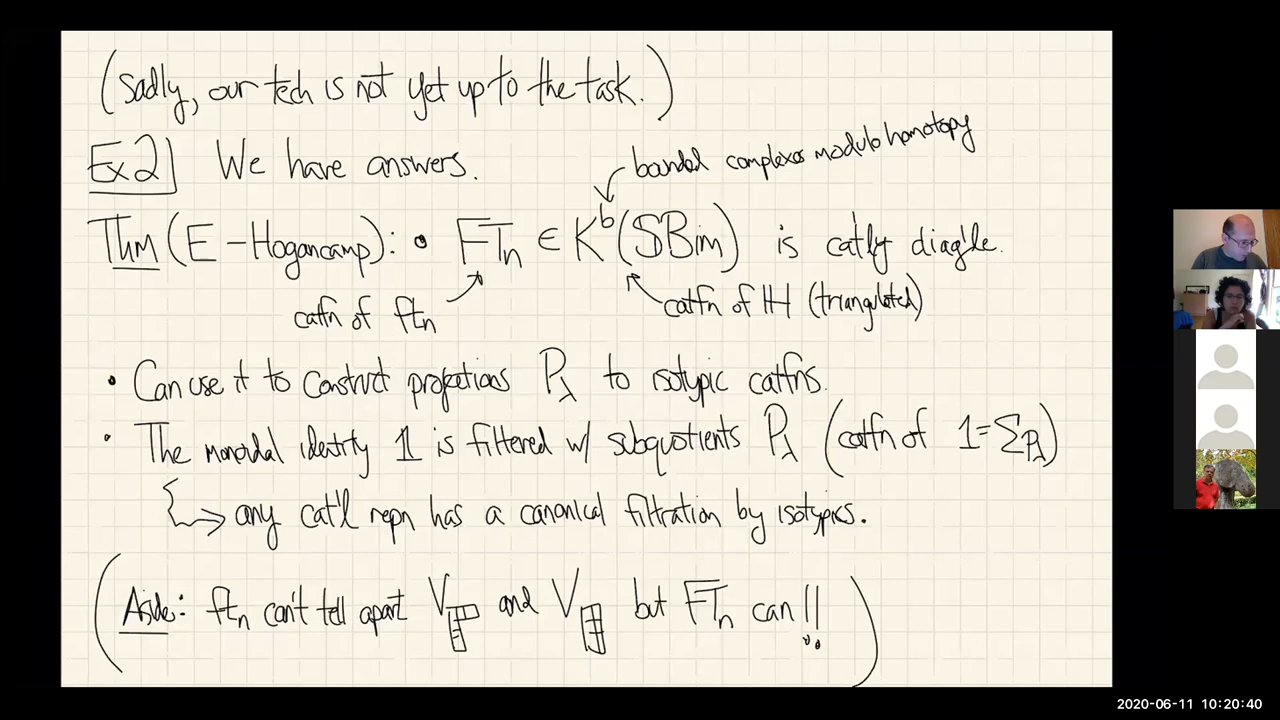 (Sadly, our tech is not yet up to the task.)
Ex2] We have answers.
bounded complexes modulo homotopy
Thm (E-Hogancamp): • FTn ∈ K^b(SBim) is cat'ly diag'ble.
catfn of ftn
catfn of H (triangulated)
• Can use it to construct projections Pλ to isotypic catfns.
• The monoidal identity 𝟙 is filtered w/ subquotients Pλ (catfn of 1=ΣPλ)
↳ any cat'l repn has a canonical filtration by isotypics.
(Aside: ftn can't tell apart V and V but FTn can!!)
2020-06-11 10:20:40